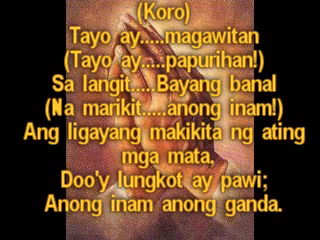 (Koro)
Tayo ay.....magawitan
(Tayo ay.....papurihan!)
Sa langit.....Bayang banal
(Na marikit.....anong inam!)
Ang ligayang makikita ng ating
mga mata,
Doo'y lungkot ay pawi;
Anong inam anong ganda.